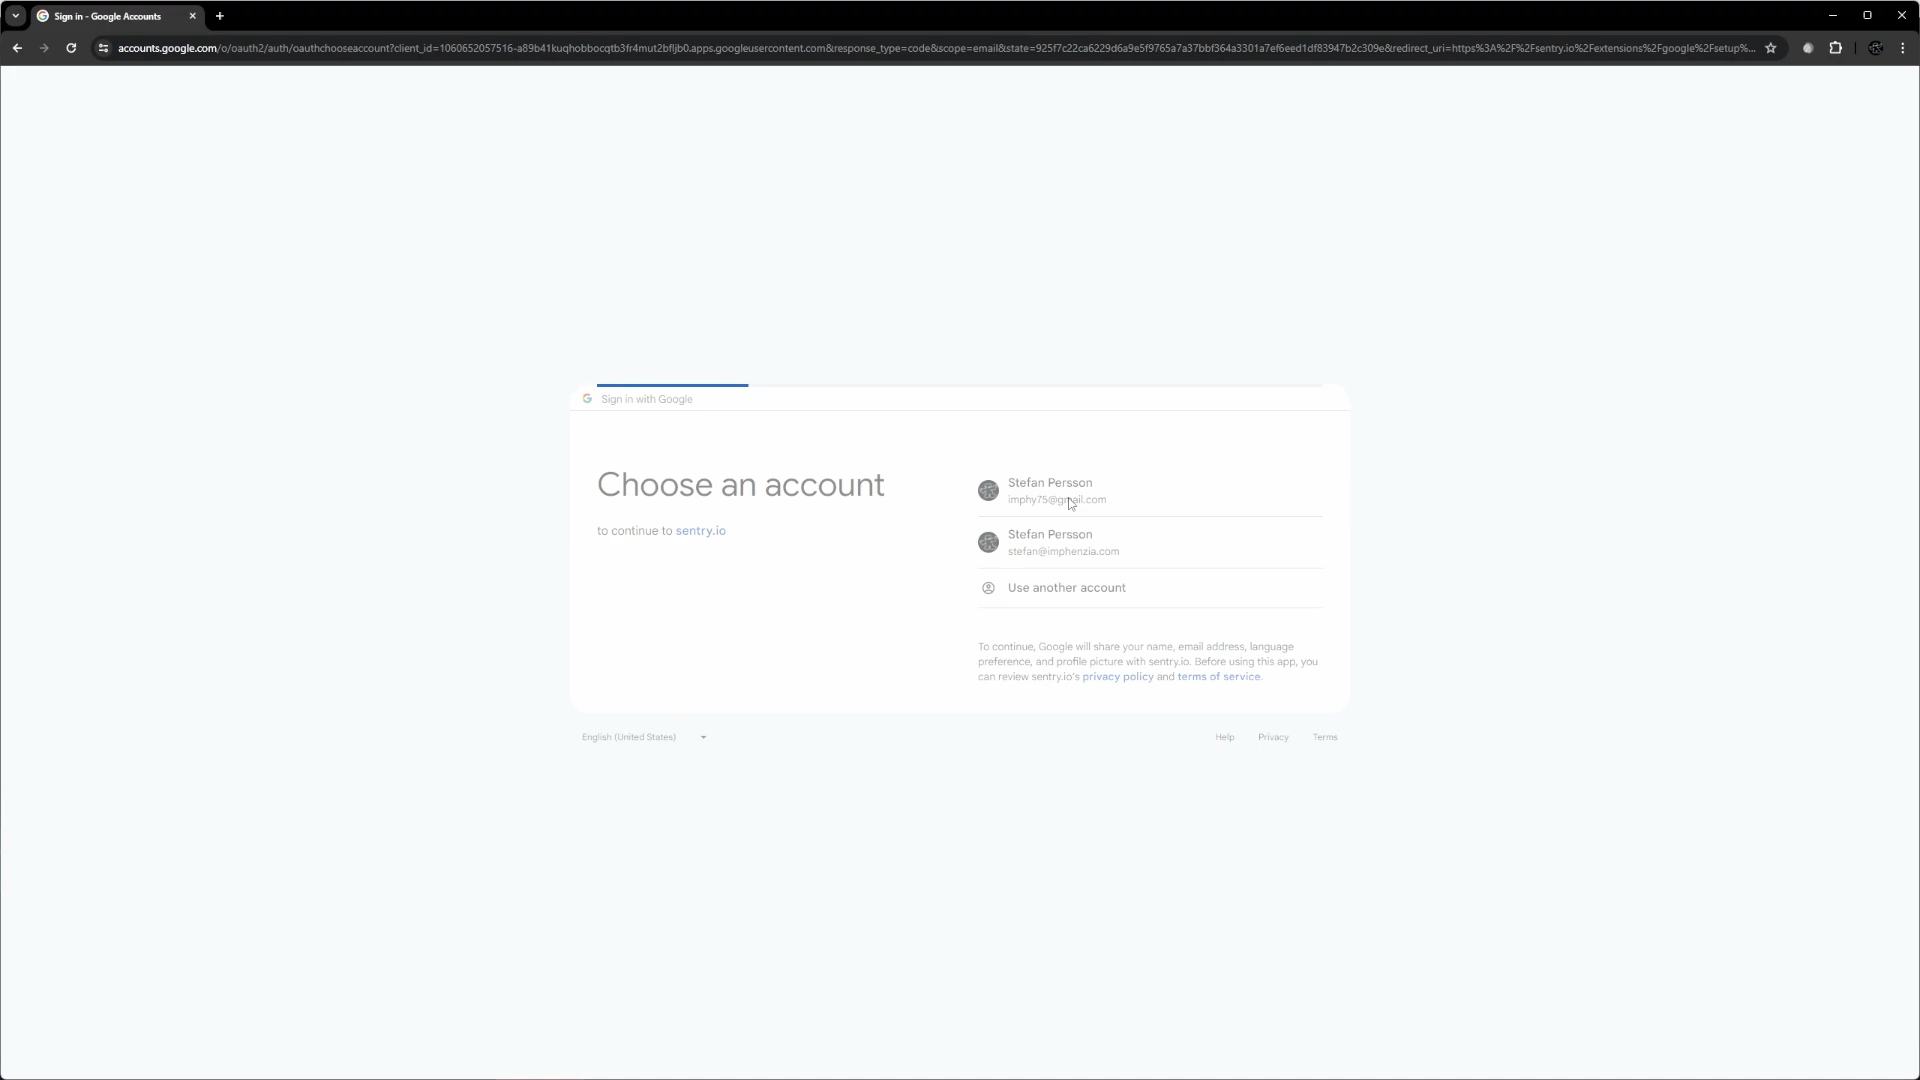 Sign in - Google Accounts
accounts.google.com/o/oauth2/auth/oauthchooseaccount?client_id=1060652057516-a89b41kuqhobbocqtb3fr4mut2bfljb0.apps.googleusercontent.com&response_type=code&scope=email&state=925f7c22ca6229d6a9e5f9765a7a37bbf364a3301a7ef6eed1df83947b2c309e&redirect_uri=https%3A%2F%2Fsentry.io%2Fextensions%2Fgoogle%2Fsetup%...
Sign in with Google
Choose an account
to continue to sentry.io
Stefan Persson
imphy75@gmail.com
Stefan Persson
stefan@imphenzia.com
Use another account
To continue, Google will share your name, email address, language
preference, and profile picture with sentry.io. Before using this app, you
can review sentry.io's privacy policy and terms of service.
English (United States)
Help Privacy Terms